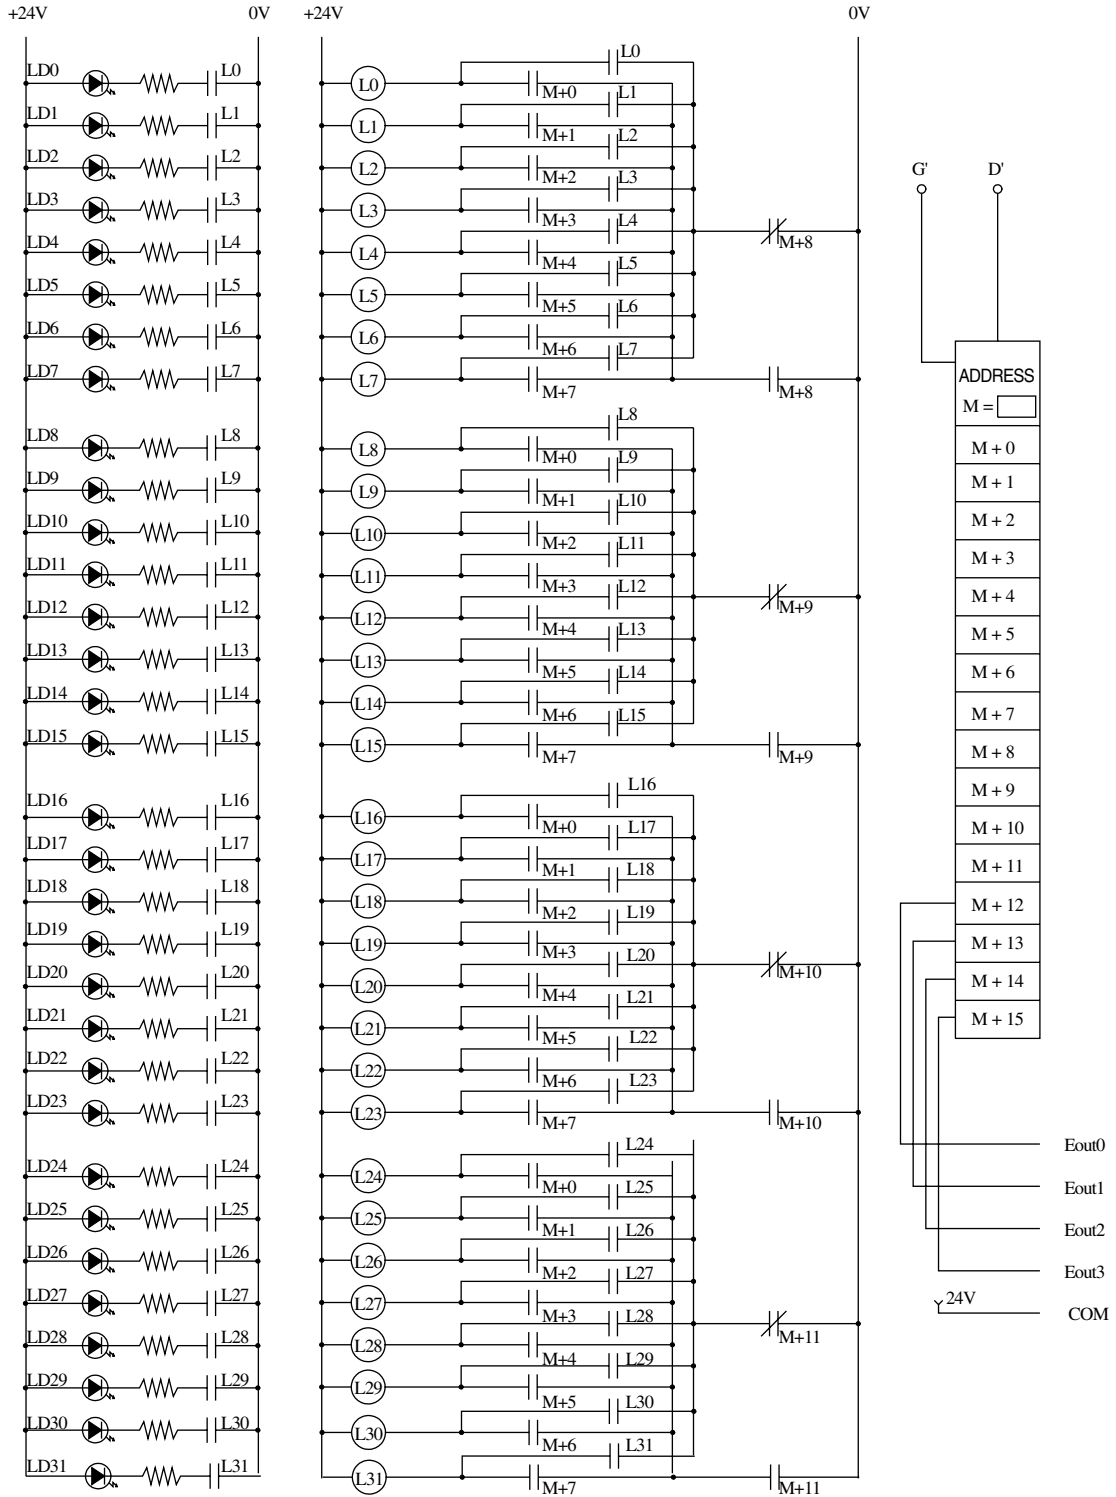 +24V 0V +24V 0V
LD0 L0 L0 L0 M+0
LD1 L1 L1 L1 M+1
LD2 L2 L2 L2 M+2
LD3 L3 L3 L3 M+3
LD4 L4 L4 L4 M+4 M+8
LD5 L5 L5 L5 M+5
LD6 L6 L6 L6 M+6
LD7 L7 L7 L7 M+7 M+8
LD8 L8 L8 L8 M+0
LD9 L9 L9 L9 M+1
LD10 L10 L10 L10 M+2
LD11 L11 L11 L11 M+3
LD12 L12 L12 L12 M+4 M+9
LD13 L13 L13 L13 M+5
LD14 L14 L14 L14 M+6
LD15 L15 L15 L15 M+7 M+9
LD16 L16 L16 L16 M+0
LD17 L17 L17 L17 M+1
LD18 L18 L18 L18 M+2
LD19 L19 L19 L19 M+3
LD20 L20 L20 L20 M+4 M+10
LD21 L21 L21 L21 M+5
LD22 L22 L22 L22 M+6
LD23 L23 L23 L23 M+7 M+10
LD24 L24 L24 L24 M+0
LD25 L25 L25 L25 M+1
LD26 L26 L26 L26 M+2
LD27 L27 L27 L27 M+3
LD28 L28 L28 L28 M+4 M+11
LD29 L29 L29 L29 M+5
LD30 L30 L30 L30 M+6
LD31 L31 L31 L31 M+7 M+11
G' D'
ADDRESS
M =
M + 0
M + 1
M + 2
M + 3
M + 4
M + 5
M + 6
M + 7
M + 8
M + 9
M + 10
M + 11
M + 12
M + 13
M + 14
M + 15
Eout0
Eout1
Eout2
Eout3
24V
COM